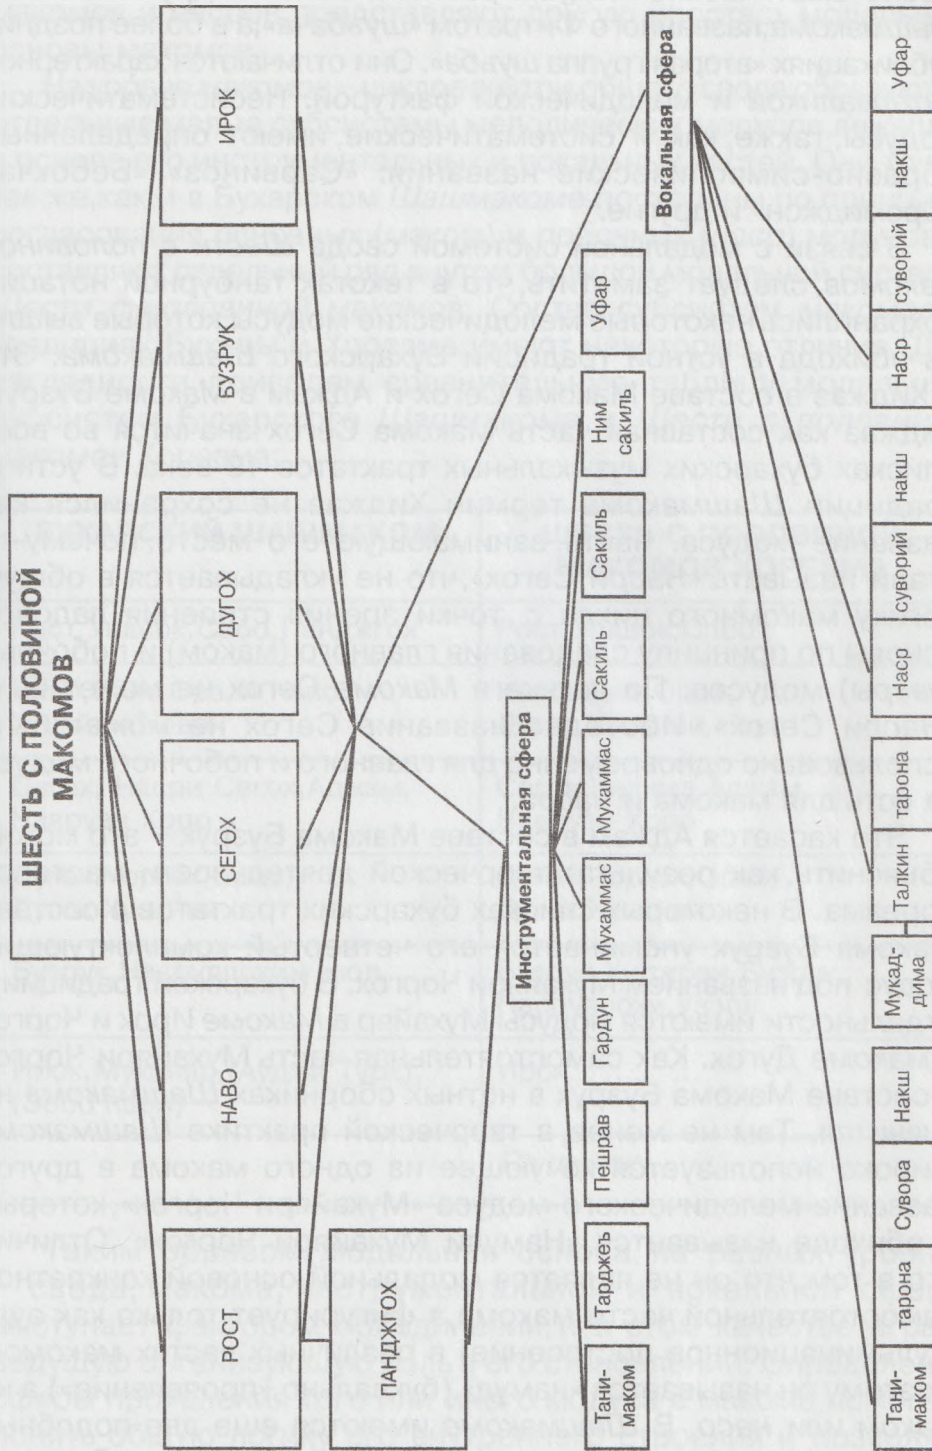 ШЕСТЬ С ПОЛОВИНОЙ
МАКОМОВ
РОСТ
НАВО
СЕГОХ
ДУГОХ
БУЗРУК
ИРОК
ПАНДЖГОХ
Инструментальная сфера
Вокальная сфера
Тани-
маком
Тарджеъ
Пешрав
Гардун
Мухаммас
Мухаммас
Сакиль
Сакиль
Ним
сакиль
Уфар
Тани-
маком
тарона
Сувора
Накш
Мукад-
дима
Талкин
тарона
Наср
суворий
накш
Наср суворий
накш
Уфар